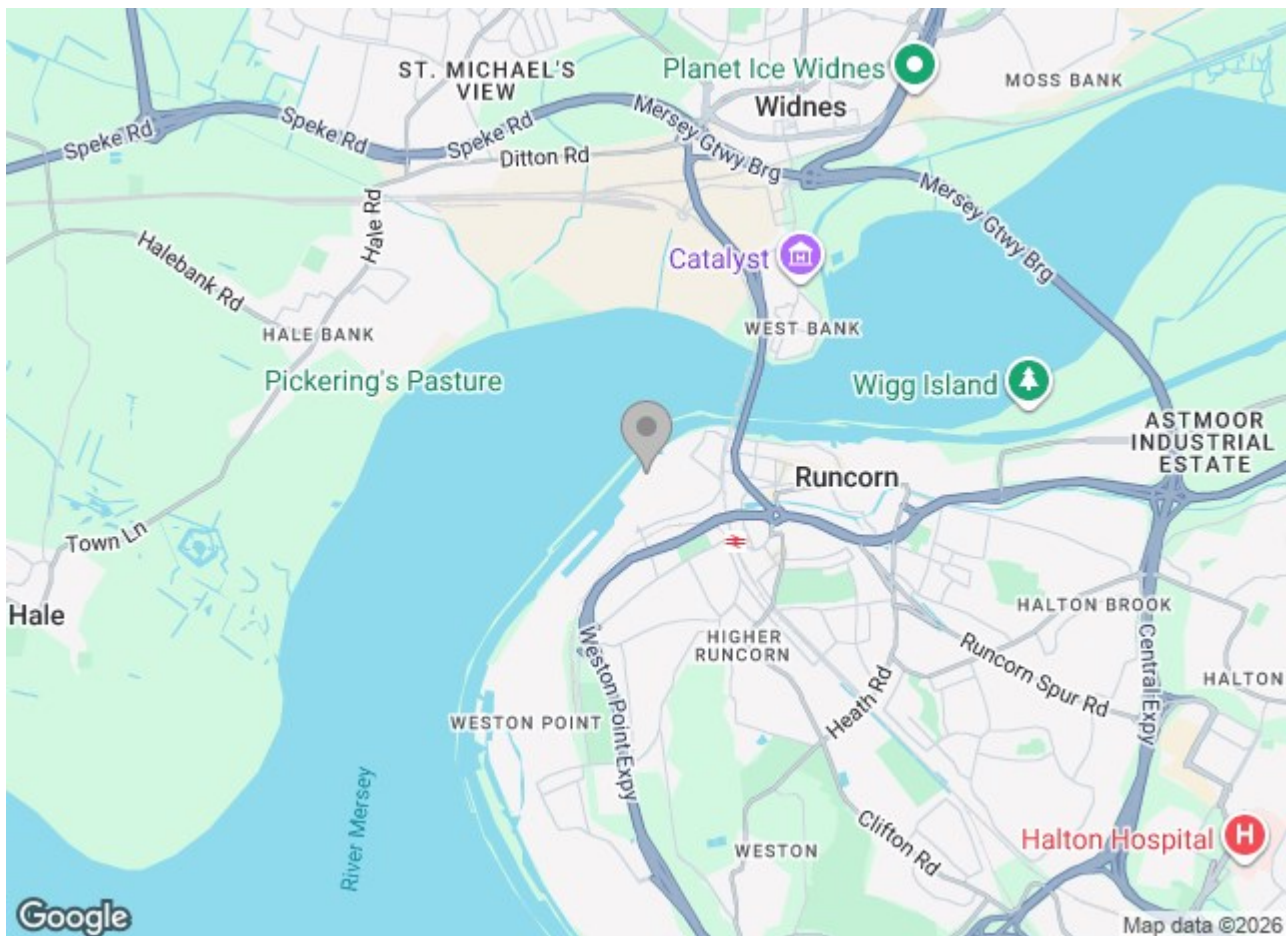 ST. MICHAEL'S
VIEW
Planet Ice Widnes
MOSS BANK
Widnes
Speke Rd
Speke Rd
Speke Rd
Mersey Gtwy Brg
Ditton Rd
Mersey Gtwy Brg
Hale Rd
Halebank Rd
Catalyst
HALE BANK
WEST BANK
Pickering's Pasture
Wigg Island
ASTMOOR
INDUSTRIAL
ESTATE
Runcorn
Town Ln
Hale
HALTON BROOK
HIGHER
RUNCORN
Weston Point Expy
Heath Rd
Runcorn Spur Rd
Central Expy
HALTON
WESTON POINT
River Mersey
Clifton Rd
WESTON
Halton Hospital
H
Google
Map data ©2026